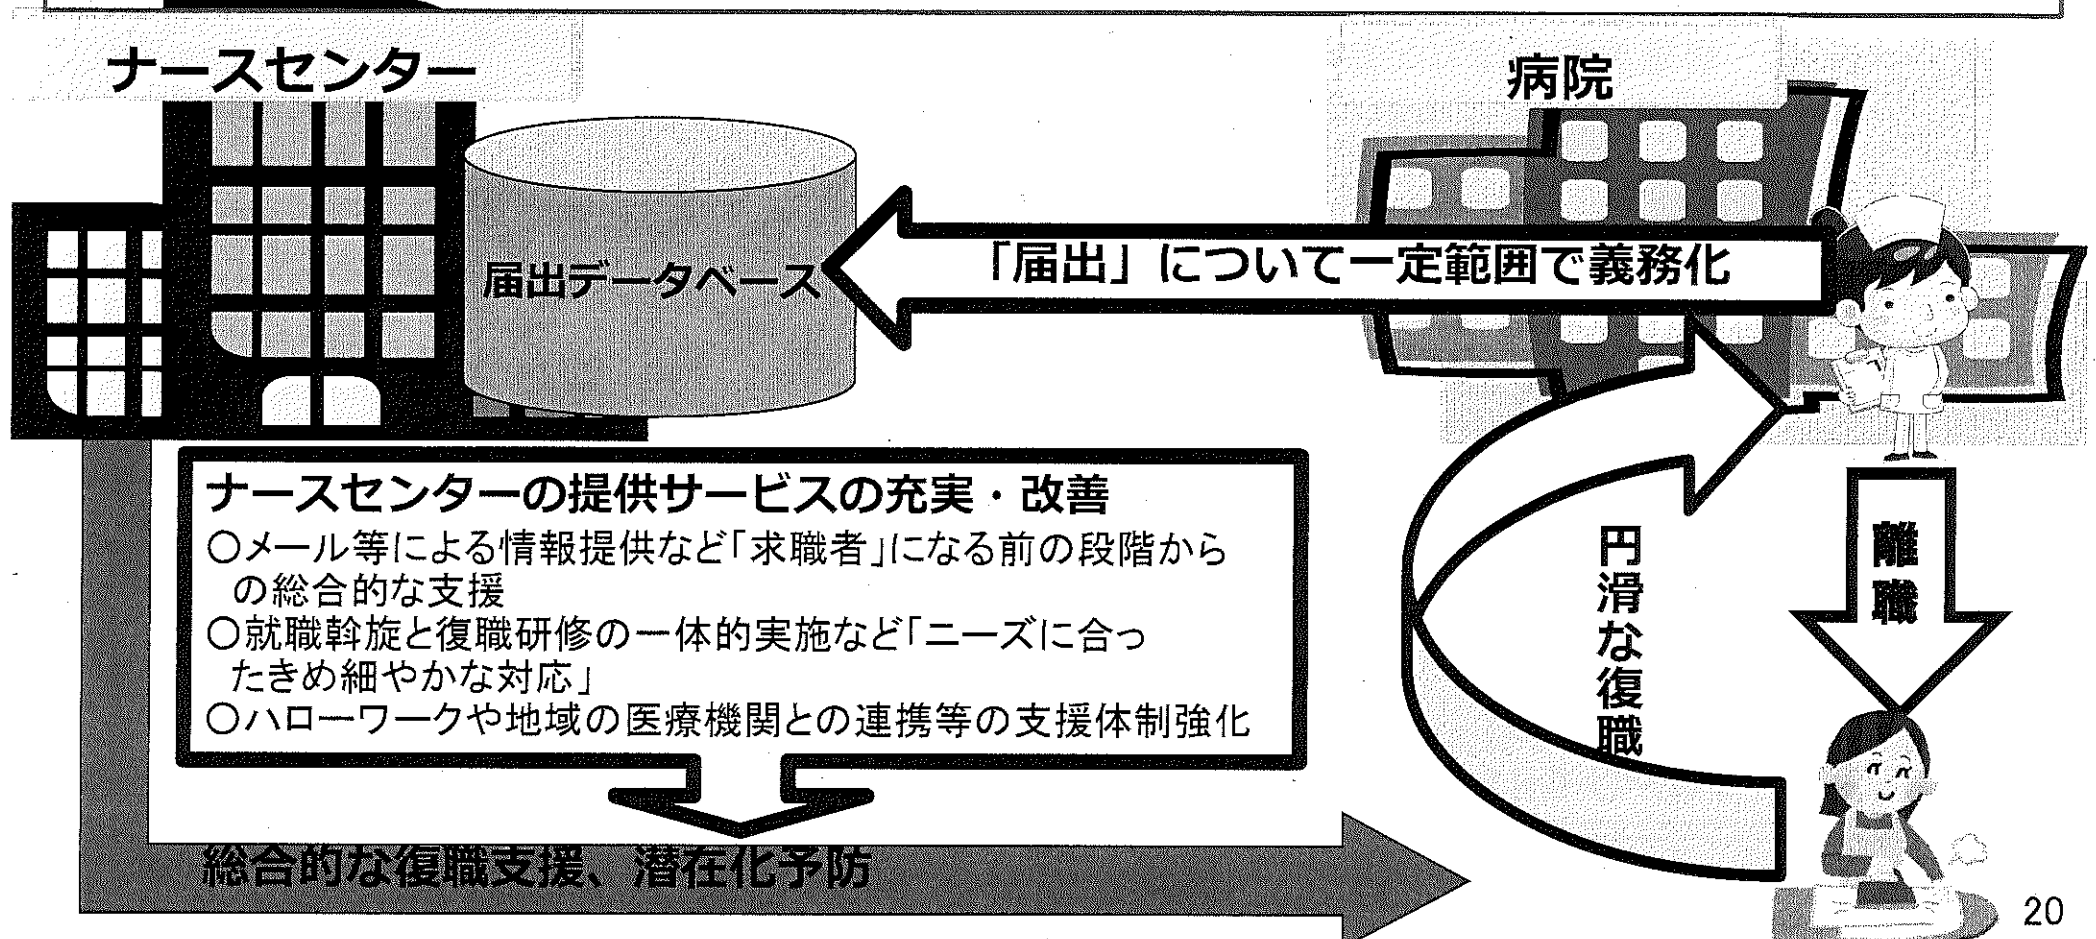 ナースセンター
病院
届出データベース
「届出」について一定範囲で義務化
ナースセンターの提供サービスの充実・改善
○メール等による情報提供など「求職者」になる前の段階から
の総合的な支援
○就職斡旋と復職研修の一体的実施など「ニーズに合っ
たきめ細やかな対応」
○ハローワークや地域の医療機関との連携等の支援体制強化
円滑な復職
離職
総合的な復職支援、潜在化予防
20